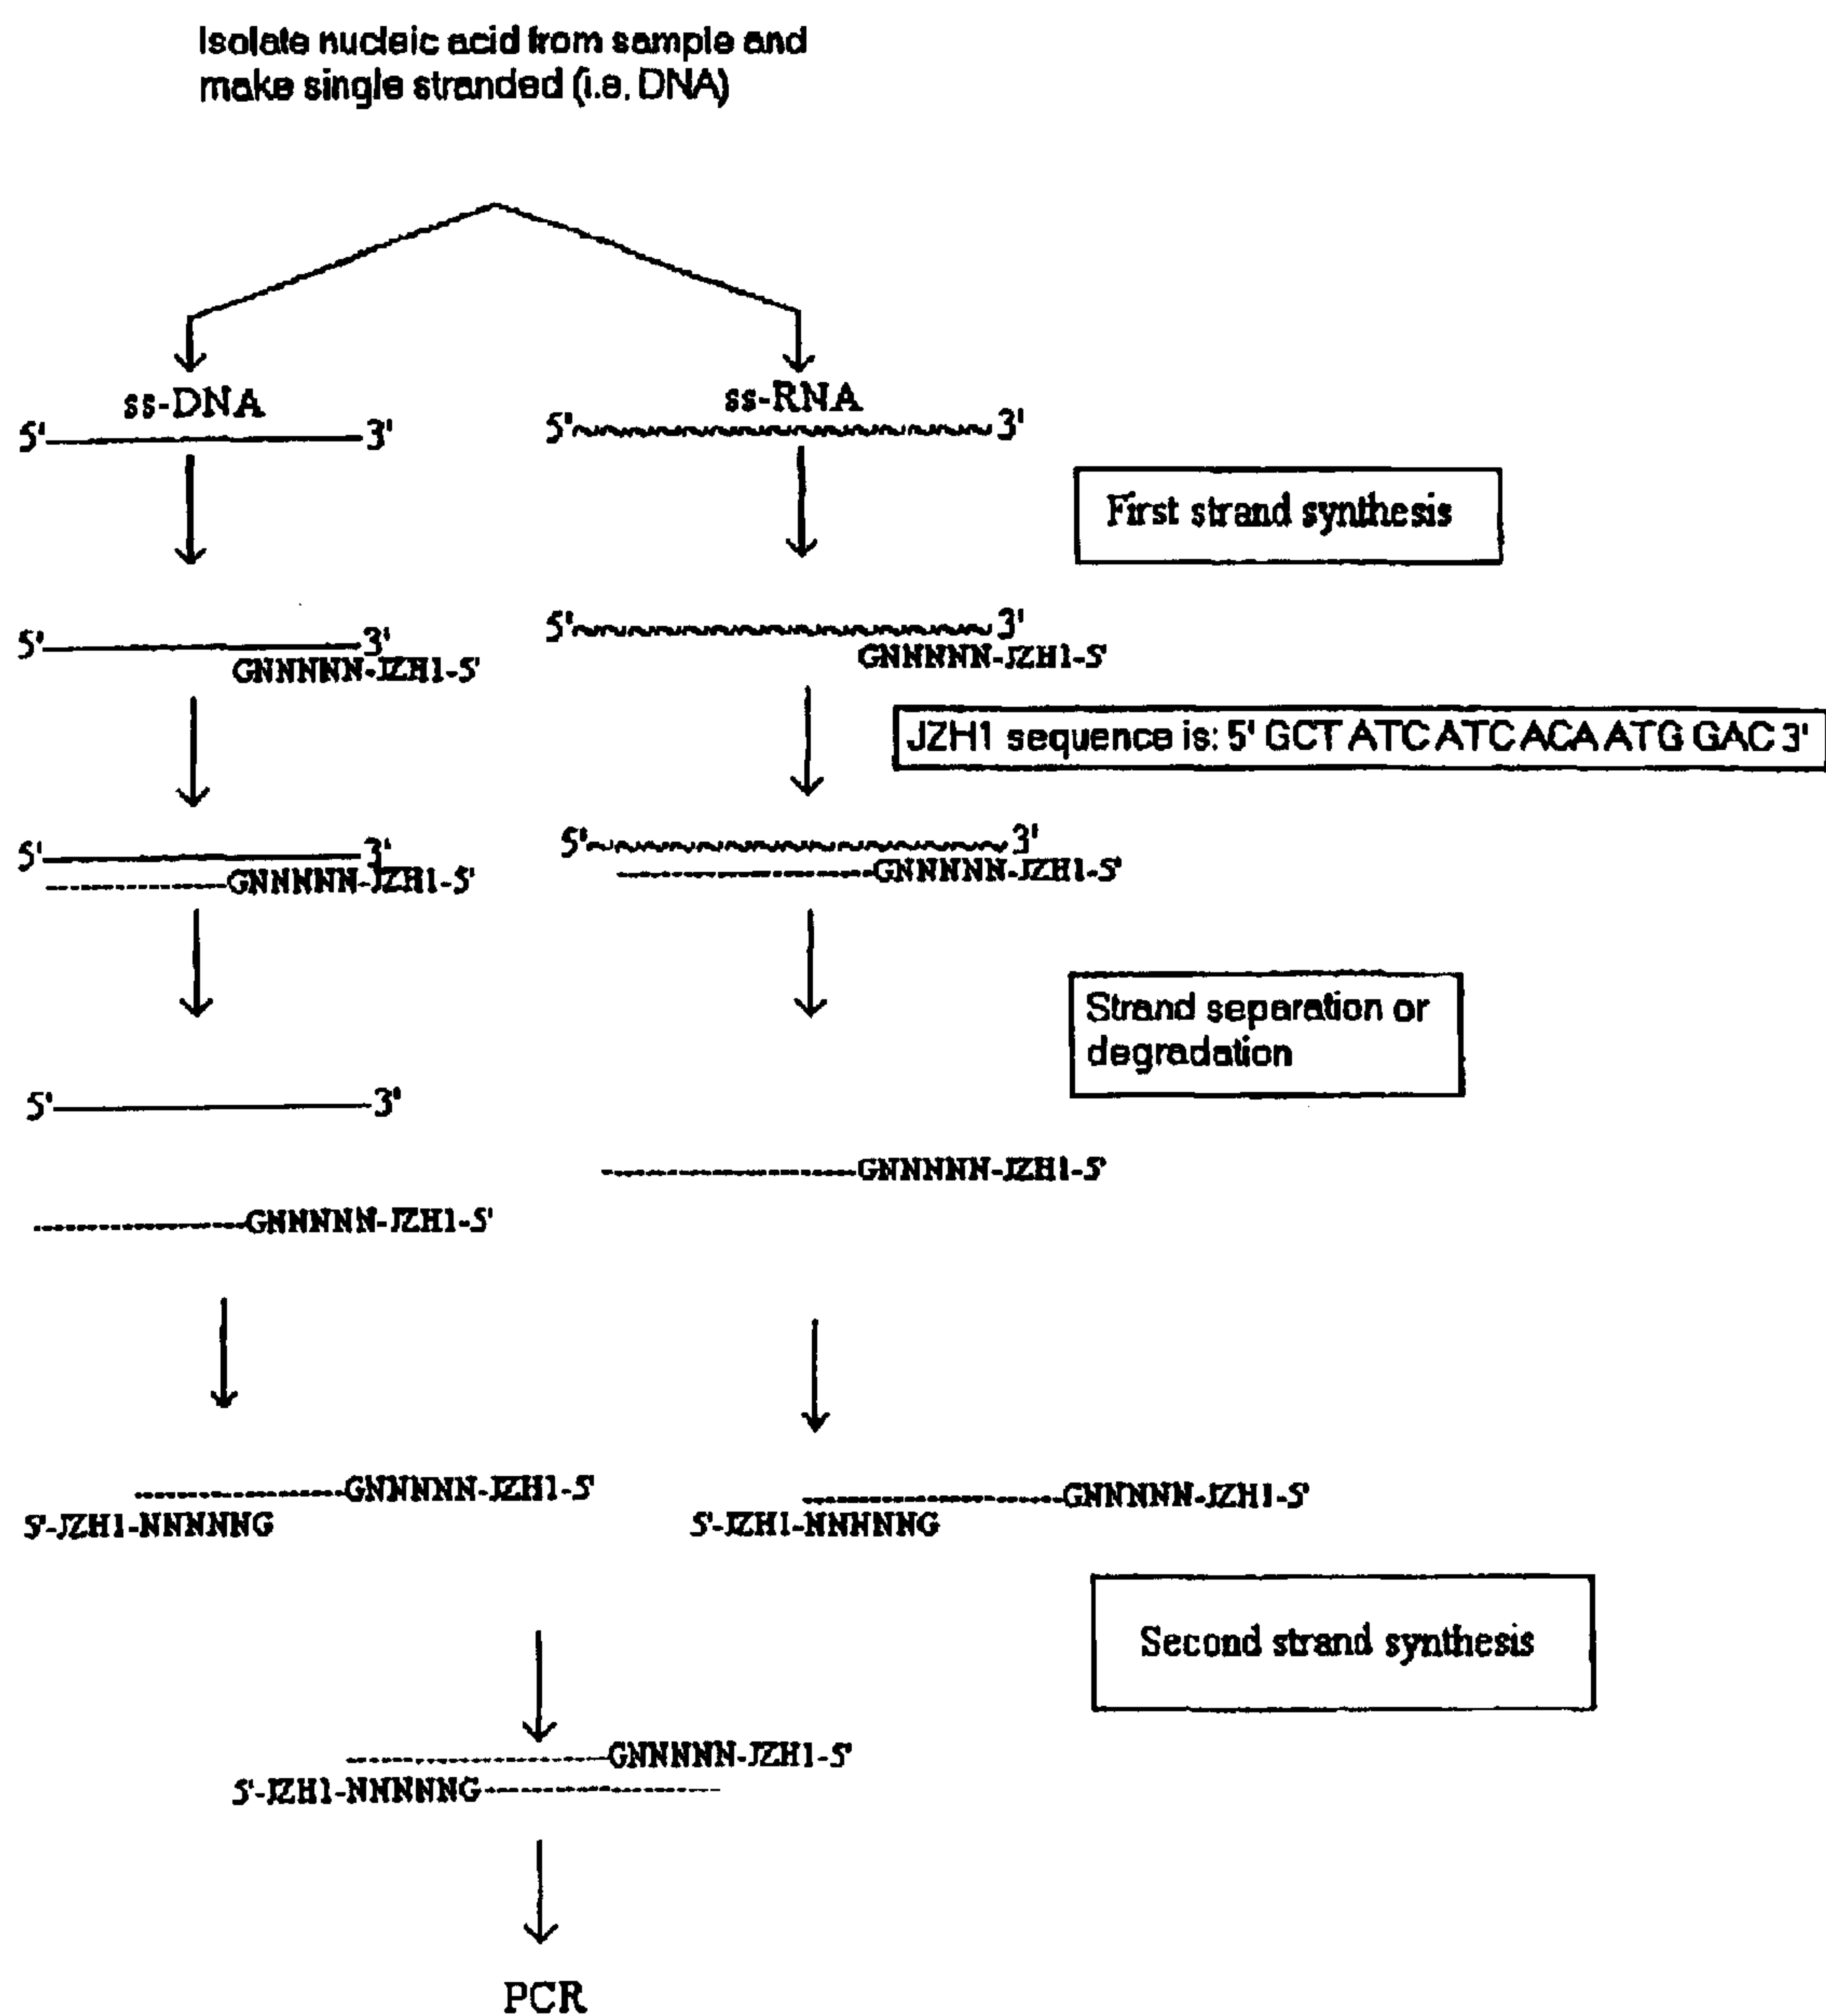 Isolate nucleic acid from sample and
make single stranded (i.e. DNA)
ss-DNA
5' 3'
ss-RNA
5' 3'
First strand synthesis
5' 3'
GNNNNN-JZH1-5'
5' 3'
GNNNNN-JZH1-5'
JZH1 sequence is: 5' GCT ATC ATC ACA ATG GAC 3'
5' 3'
GNNNNN-JZH1-5'
5' 3'
GNNNNN-JZH1-5'
Strand separation or
degradation
5' 3'
GNNNNN-JZH1-5'
GNNNNN-JZH1-5'
GNNNNN-JZH1-5'
5'-JZH1-NNNNNG
GNNNNN-JZH1-5'
5'-JZH1-NNNNNG
Second strand synthesis
GNNNNN-JZH1-5'
5'-JZH1-NNNNNG
PCR